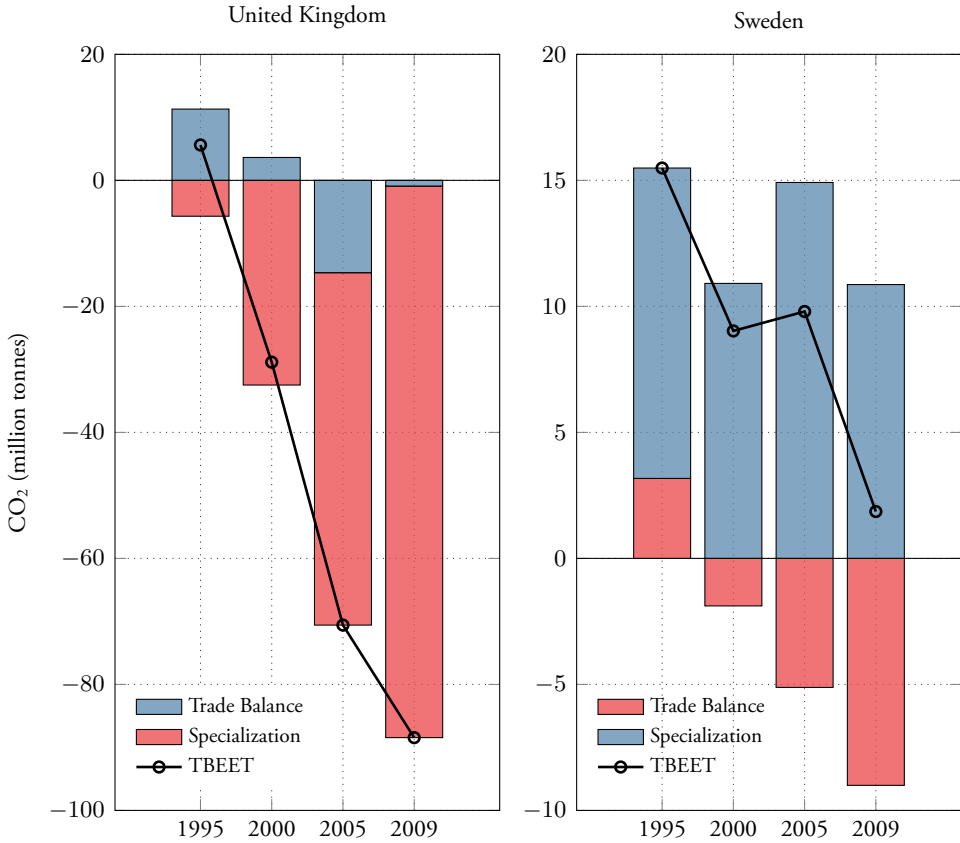 United Kingdom
20
0
−20
−40
−60
−80
−100
CO₂ (million tonnes)
Trade Balance
Specialization
TBEET
1995 2000 2005 2009
Sweden
20
15
10
5
0
−5
−10
Trade Balance
Specialization
TBEET
1995 2000 2005 2009